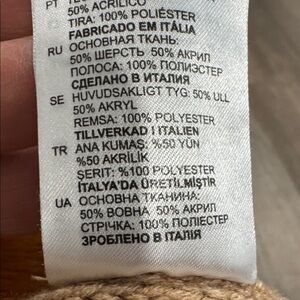 PT
50% ACRÍLICO
TIRA: 100% POLIÉSTER
FABRICADO EM ITÁLIA
RU ОСНОВНАЯ ТКАНЬ:
50% ШЕРСТЬ 50% АКРИЛ
ПОЛОСА: 100% ПОЛИЭСТЕР
СДЕЛАНО В ИТАЛИЯ
SE HUVUDSAKLIGT TYG: 50% ULL
50% AKRYL
REMSA: 100% POLYESTER
TILLVERKAD I ITALIEN
TR ANA KUMAŞ: %50 YÜN
%50 AKRİLİK
ŞERIT: %100 POLYESTER
İTALYA'DA ÜRETİLMİŞTİR
UA ОСНОВНА ТКАНИНА:
50% ВОВНА 50% АКРИЛ
СТРІЧКА: 100% ПОЛІЕСТЕР
ЗРОБЛЕНО В ІТАЛІЯ